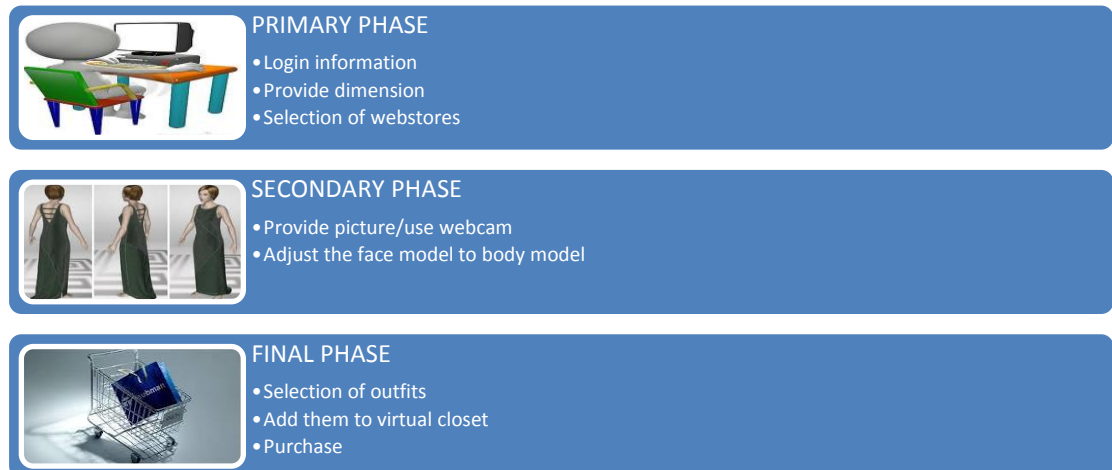 PRIMARY PHASE
•Login information
•Provide dimension
•Selection of webstores
SECONDARY PHASE
•Provide picture/use webcam
•Adjust the face model to body model
FINAL PHASE
•Selection of outfits
•Add them to virtual closet
•Purchase